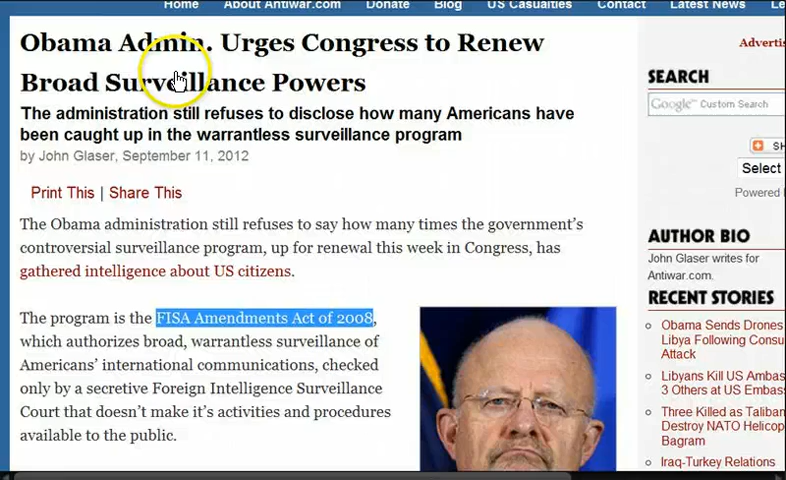 Home About Antiwar.com Donate Blog US Casualties Contact Latest News
Obama Admin. Urges Congress to Renew
Broad Surveillance Powers
The administration still refuses to disclose how many Americans have
been caught up in the warrantless surveillance program
by John Glaser, September 11, 2012
Print This | Share This
The Obama administration still refuses to say how many times the government's
controversial surveillance program, up for renewal this week in Congress, has
gathered intelligence about US citizens.
The program is the FISA Amendments Act of 2008,
which authorizes broad, warrantless surveillance of
Americans' international communications, checked
only by a secretive Foreign Intelligence Surveillance
Court that doesn't make it's activities and procedures
available to the public.
Advertis
SEARCH
Google™ Custom Search
SH
Select
Powered
AUTHOR BIO
John Glaser writes for
Antiwar.com.
RECENT STORIES
Obama Sends Drones
Libya Following Consu
Attack
Libyans Kill US Ambas
3 Others at US Embass
Three Killed as Taliban
Destroy NATO Helicop
Bagram
Iraq-Turkey Relations